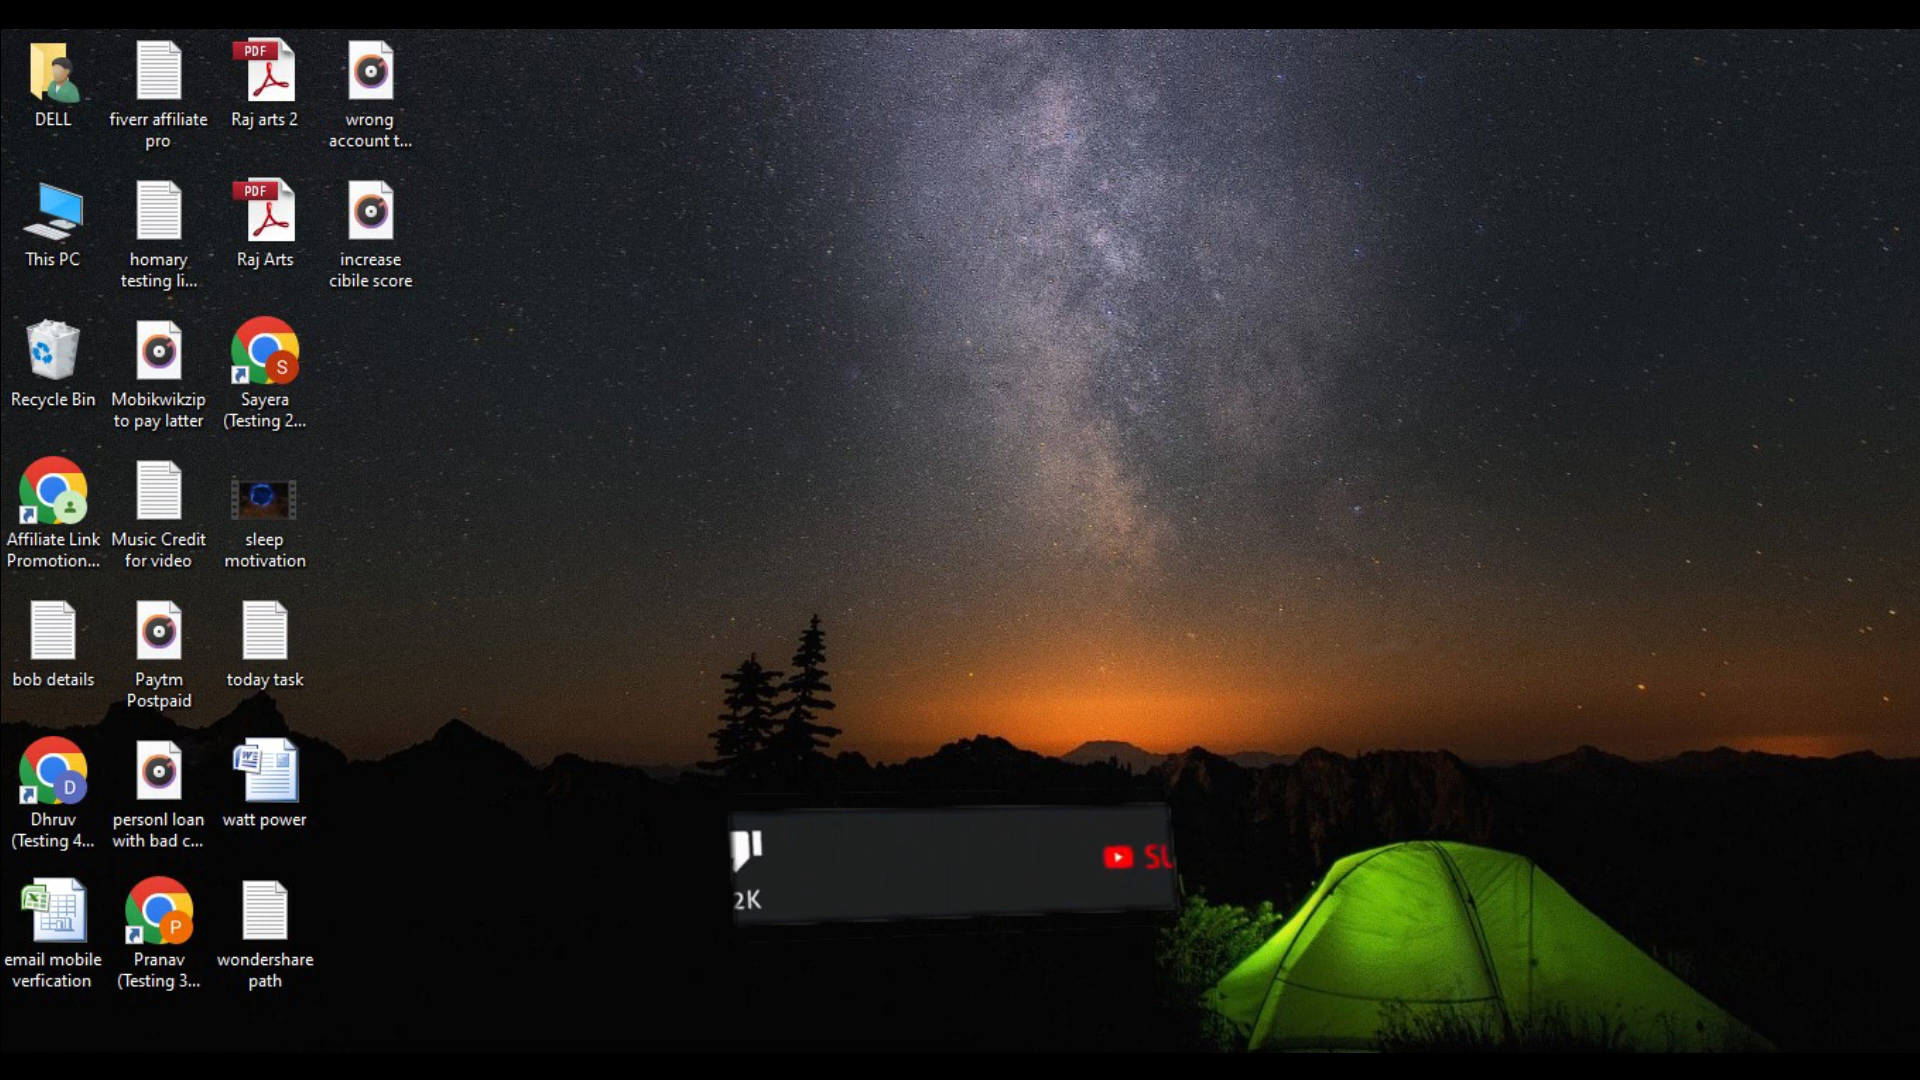 DELL
fiverr affiliate
pro
PDF
Raj arts 2
wrong
account t...
This PC
homary
testing li...
PDF
Raj Arts
increase
cibile score
Recycle Bin
Mobikwikzip
to pay latter
S
Sayera
(Testing 2...
Affiliate Link
Promotion...
Music Credit
for video
sleep
motivation
bob details
Paytm
Postpaid
today task
D
Dhruv
(Testing 4...
personl loan
with bad c...
W
watt power
email mobile
verfication
P
Pranav
(Testing 3...
wondershare
path
2K